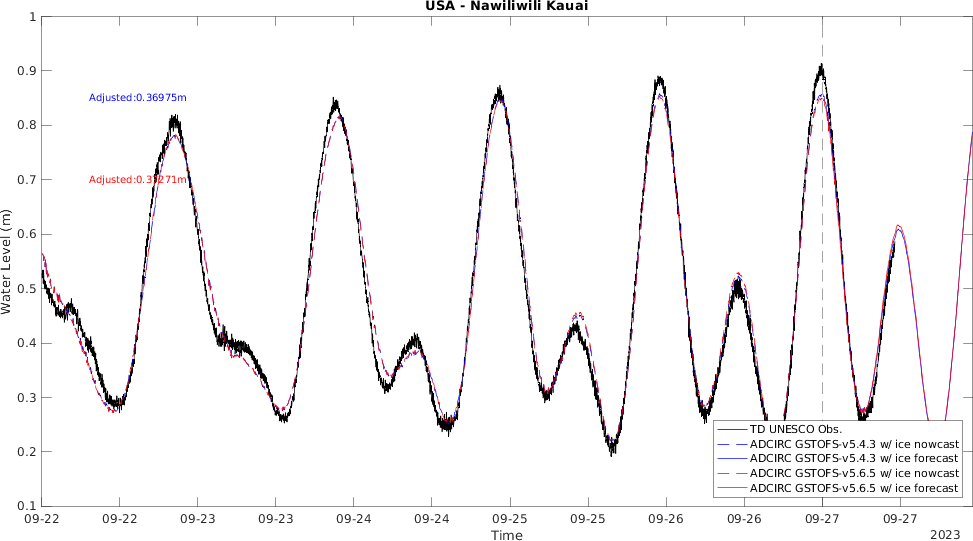 USA - Nawiliwili Kauai
1
0.9
Adjusted:0.36975m
0.8
0.7
Adjusted:0.37271m
0.6
Water Level (m)
0.5
0.4
0.3
0.2
0.1
TD UNESCO Obs.
ADCIRC GSTOFS-v5.4.3 w/ ice nowcast
ADCIRC GSTOFS-v5.4.3 w/ ice forecast
ADCIRC GSTOFS-v5.6.5 w/ ice nowcast
ADCIRC GSTOFS-v5.6.5 w/ ice forecast
09-22 09-22 09-23 09-23 09-24 09-24 09-25 09-25 09-26 09-26 09-27 09-27
Time
2023